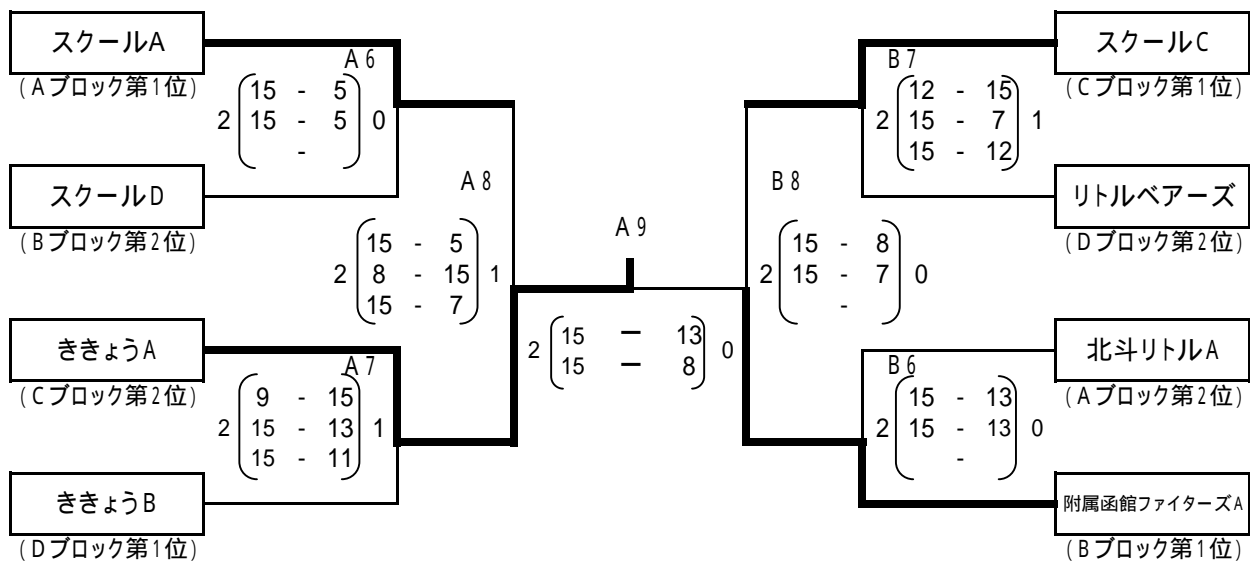 スクールA
(Aブロック第1位)
A6
15 - 5
2 15 - 5 0
-
スクールD
(Bブロック第2位)
A8
15 - 5
2 8 - 15 1
15 - 7
ききょうA
(Cブロック第2位)
A7
9 - 15
2 15 - 13 1
15 - 11
ききょうB
(Dブロック第1位)
A9
15 ー 13
2 0
15 ー 8
スクールC
(Cブロック第1位)
B7
12 - 15
2 15 - 7 1
15 - 12
リトルベアーズ
(Dブロック第2位)
B8
15 - 8
2 15 - 7 0
-
北斗リトルA
(Aブロック第2位)
B6
15 - 13
2 15 - 13 0
-
附属函館ファイターズA
(Bブロック第1位)